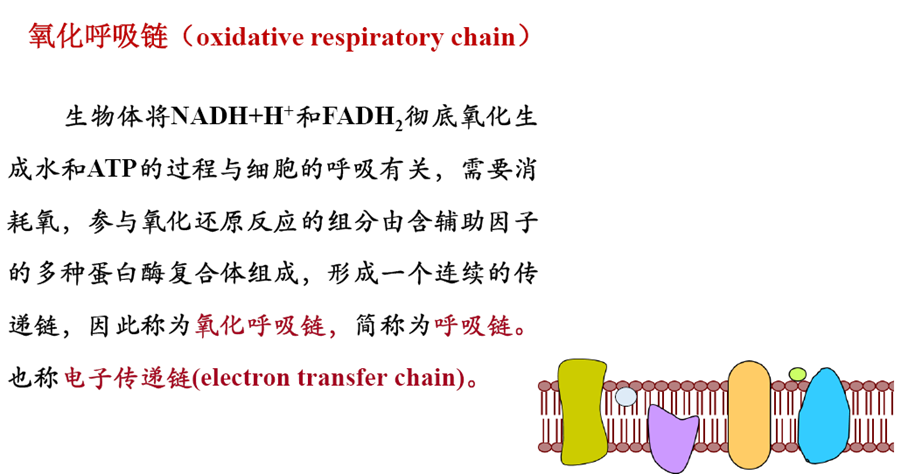 氧化呼吸链（oxidative respiratory chain）
生物体将NADH+H⁺和FADH₂彻底氧化生
成水和ATP的过程与细胞的呼吸有关，需要消
耗氧，参与氧化还原反应的组分由含辅助因子
的多种蛋白酶复合体组成，形成一个连续的传
递链，因此称为氧化呼吸链，简称为呼吸链。
也称电子传递链(electron transfer chain)。